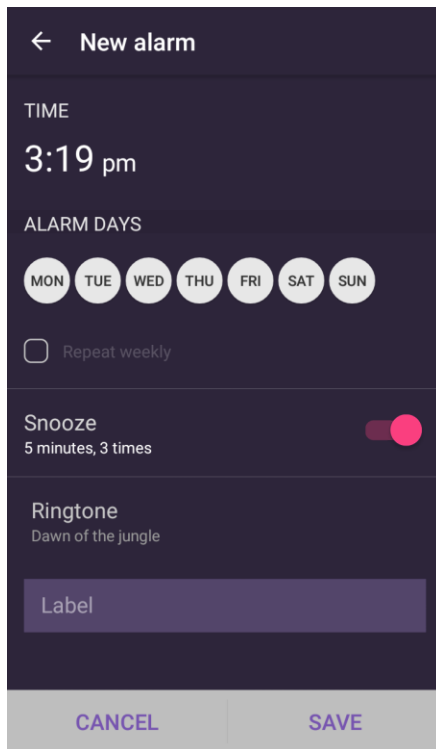 New alarm
TIME
3:19 pm
ALARM DAYS
MON TUE WED THU FRI SAT SUN
Repeat weekly
Snooze
5 minutes, 3 times
Ringtone
Dawn of the jungle
Label
CANCEL SAVE